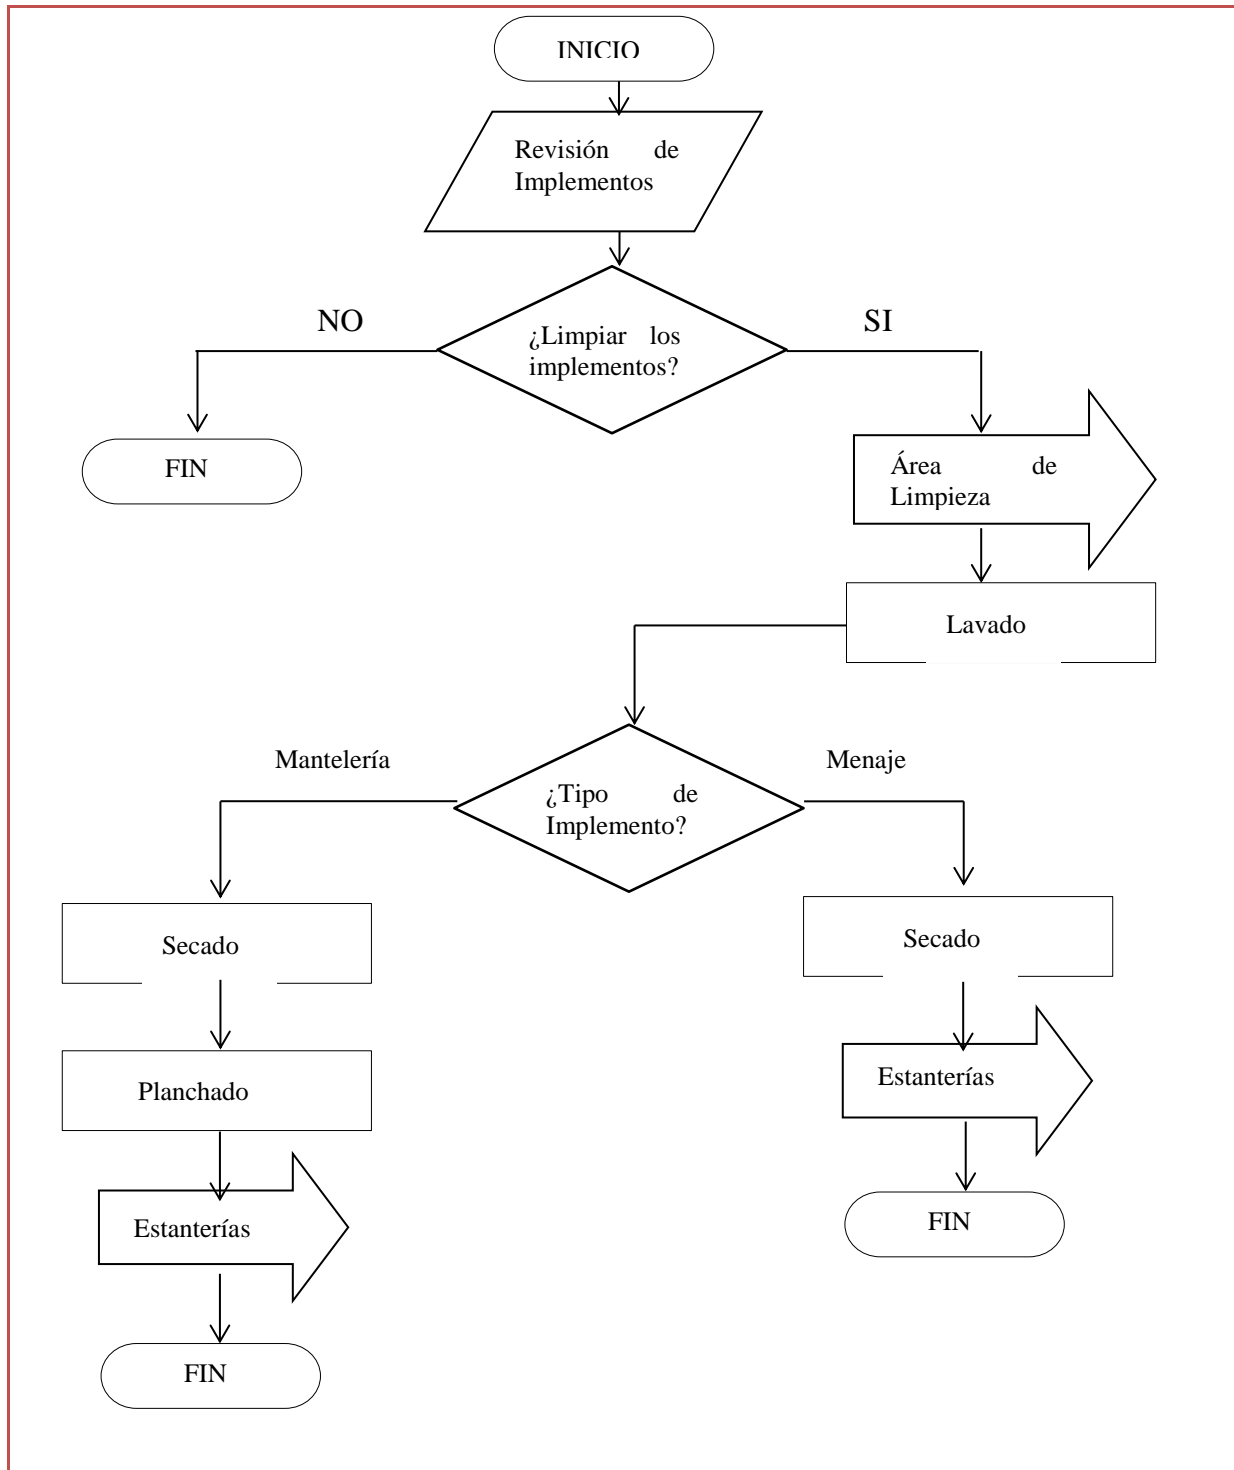 INICIO
Revisión de
Implementos
NO
SI
¿Limpiar los
implementos?
FIN
Área de
Limpieza
Lavado
Mantelería
Menaje
¿Tipo de
Implemento?
Secado
Secado
Planchado
Estanterías
Estanterías
FIN
FIN